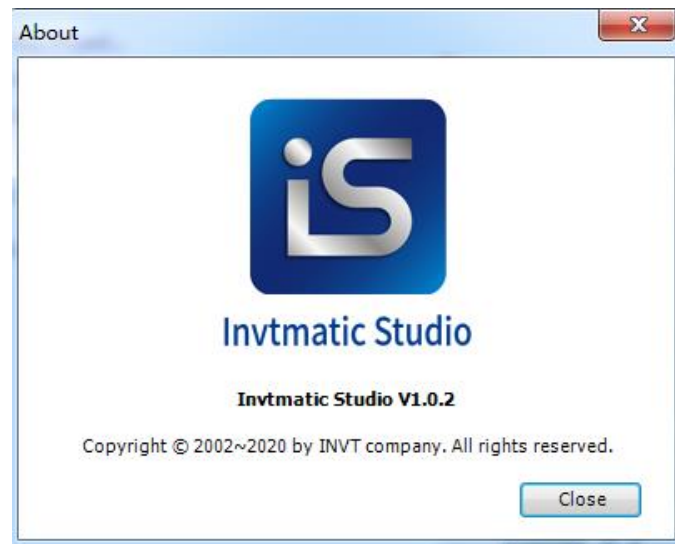 About
iS
Invtmatic Studio
Invtmatic Studio V1.0.2
Copyright © 2002~2020 by INVT company. All rights reserved.
Close